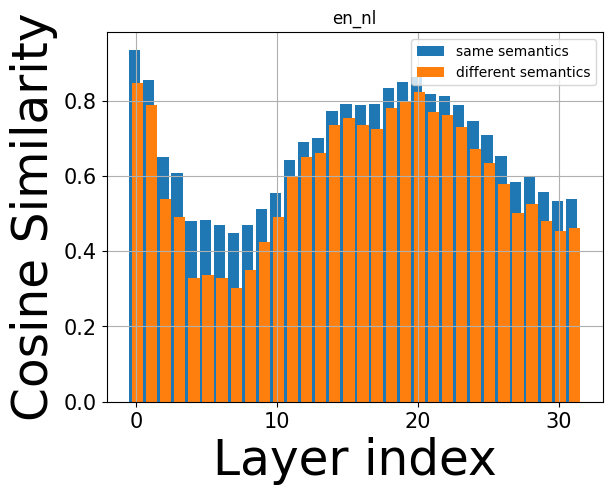 en_nl
same semantics
different semantics
Cosine Similarity
0.8
0.6
0.4
0.2
0.0
0 10 20 30
Layer index